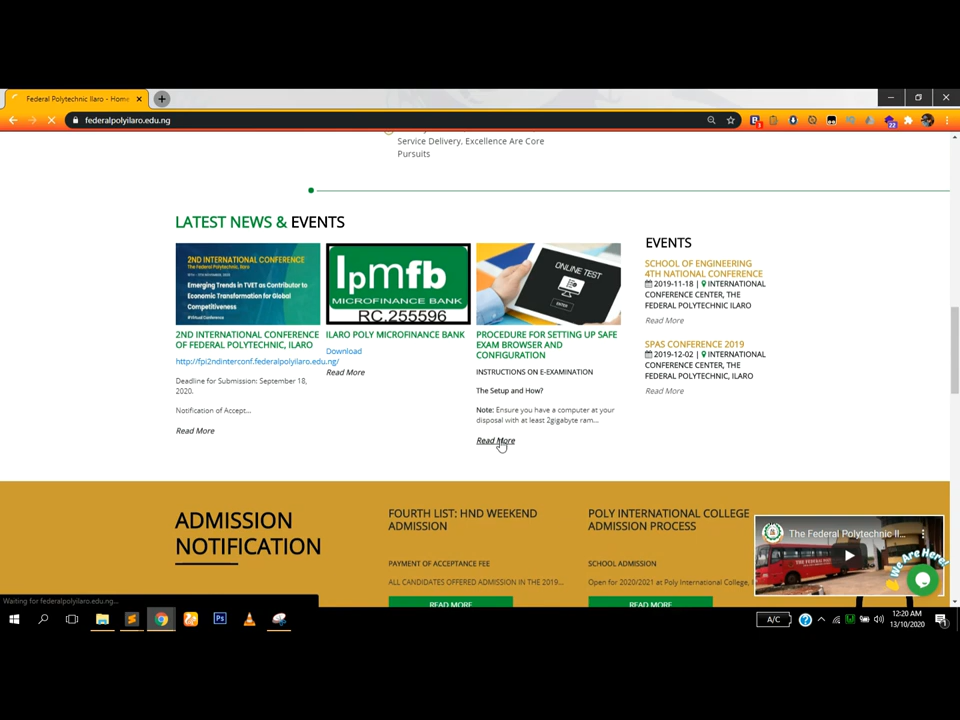 Federal Polytechnic Ilaro - Home
federalpolyilaro.edu.ng
Service Delivery, Excellence Are Core
Pursuits
LATEST NEWS & EVENTS
2ND INTERNATIONAL CONFERENCE
The Federal Polytechnic, Ilaro
Emerging Trends in TVET as Contributor to
Economic Transformation for Global
Competitiveness
#Virtual Conference
2ND INTERNATIONAL CONFERENCE
OF FEDERAL POLYTECHNIC, ILARO
http://fpi2ndinterconf.federalpolyilaro.edu.ng/
Deadline for Submission: September 18,
2020.
Notification of Accept...
Read More
lpmfb
MICROFINANCE BANK
RC.255596
ILARO POLY MICROFINANCE BANK
Download
Read More
ONLINE TEST
ENTER
PROCEDURE FOR SETTING UP SAFE
EXAM BROWSER AND
CONFIGURATION
INSTRUCTIONS ON E-EXAMINATION
The Setup and How?
Note: Ensure you have a computer at your
disposal with at least 2gigabyte ram...
Read More
EVENTS
SCHOOL OF ENGINEERING
4TH NATIONAL CONFERENCE
2019-11-18 | INTERNATIONAL
CONFERENCE CENTER, THE
FEDERAL POLYTECHNIC, ILARO
Read More
SPAS CONFERENCE 2019
2019-12-02 | INTERNATIONAL
CONFERENCE CENTER, THE
FEDERAL POLYTECHNIC, ILARO
Read More
ADMISSION
NOTIFICATION
FOURTH LIST: HND WEEKEND
ADMISSION
PAYMENT OF ACCEPTANCE FEE
ALL CANDIDATES OFFERED ADMISSION IN THE 2019...
READ MORE
POLY INTERNATIONAL COLLEGE
ADMISSION PROCESS
SCHOOL ADMISSION
Open for 2020/2021 at Poly International College, I
READ MORE
The Federal Polytechnic Il...
We Are Here!
Waiting for federalpolyilaro.edu.ng...
Ps
A/C
12:20 AM
13/10/2020